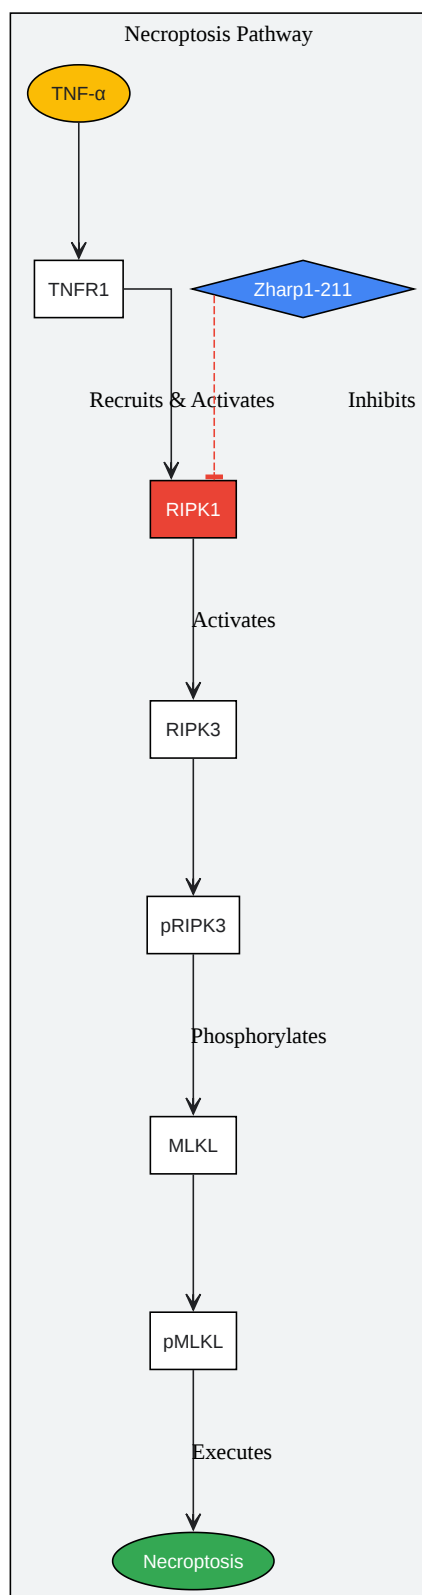 Necroptosis Pathway
TNF-α
TNFR1
Zharp1-211
Recruits & Activates
Inhibits
RIPK1
Activates
RIPK3
pRIPK3
Phosphorylates
MLKL
pMLKL
Executes
Necroptosis